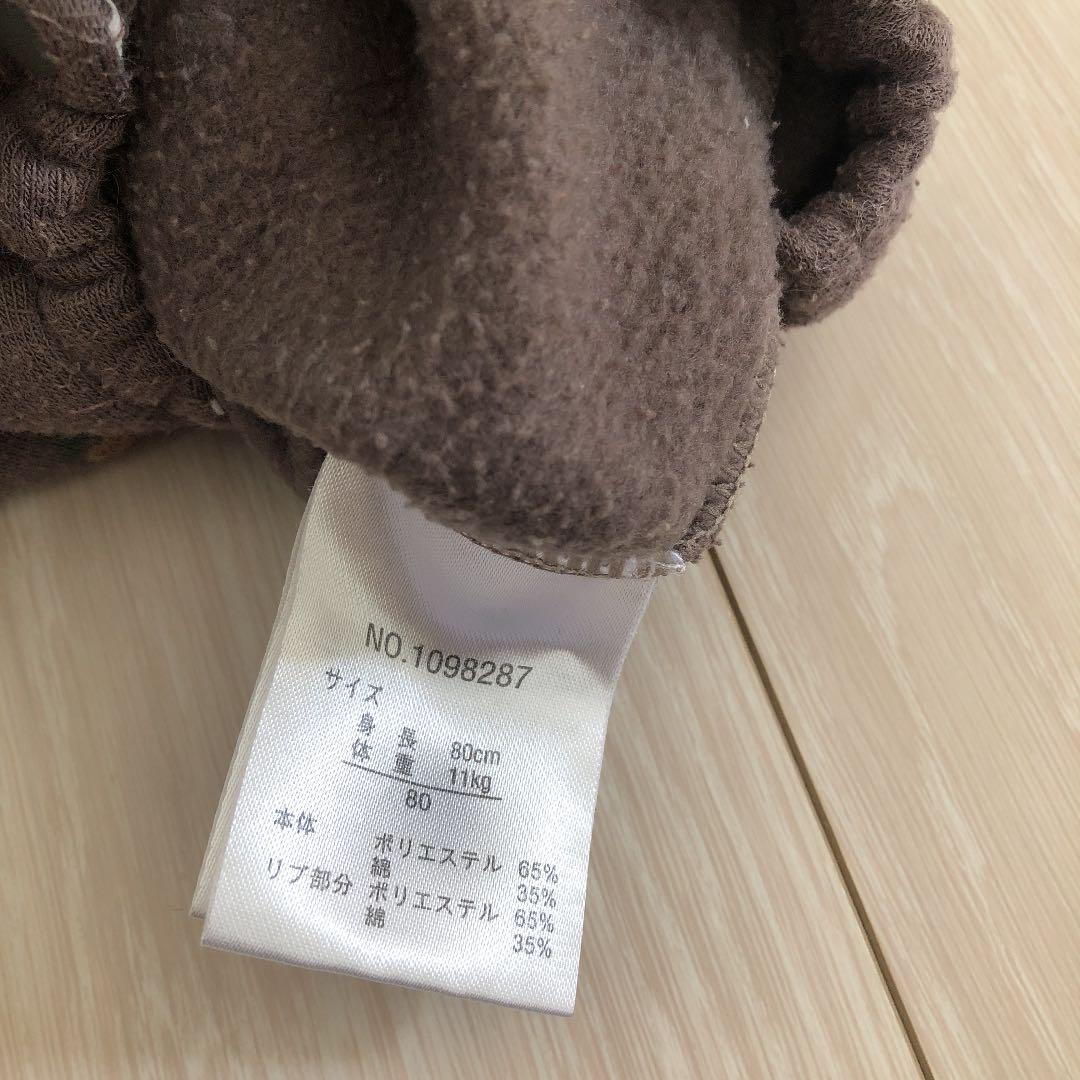 NO.1098287
サイズ
身 長 80cm
体 重 11kg
80
本体 ポリエステル 65%
綿 35%
リブ部分 ポリエステル 65%
綿 35%